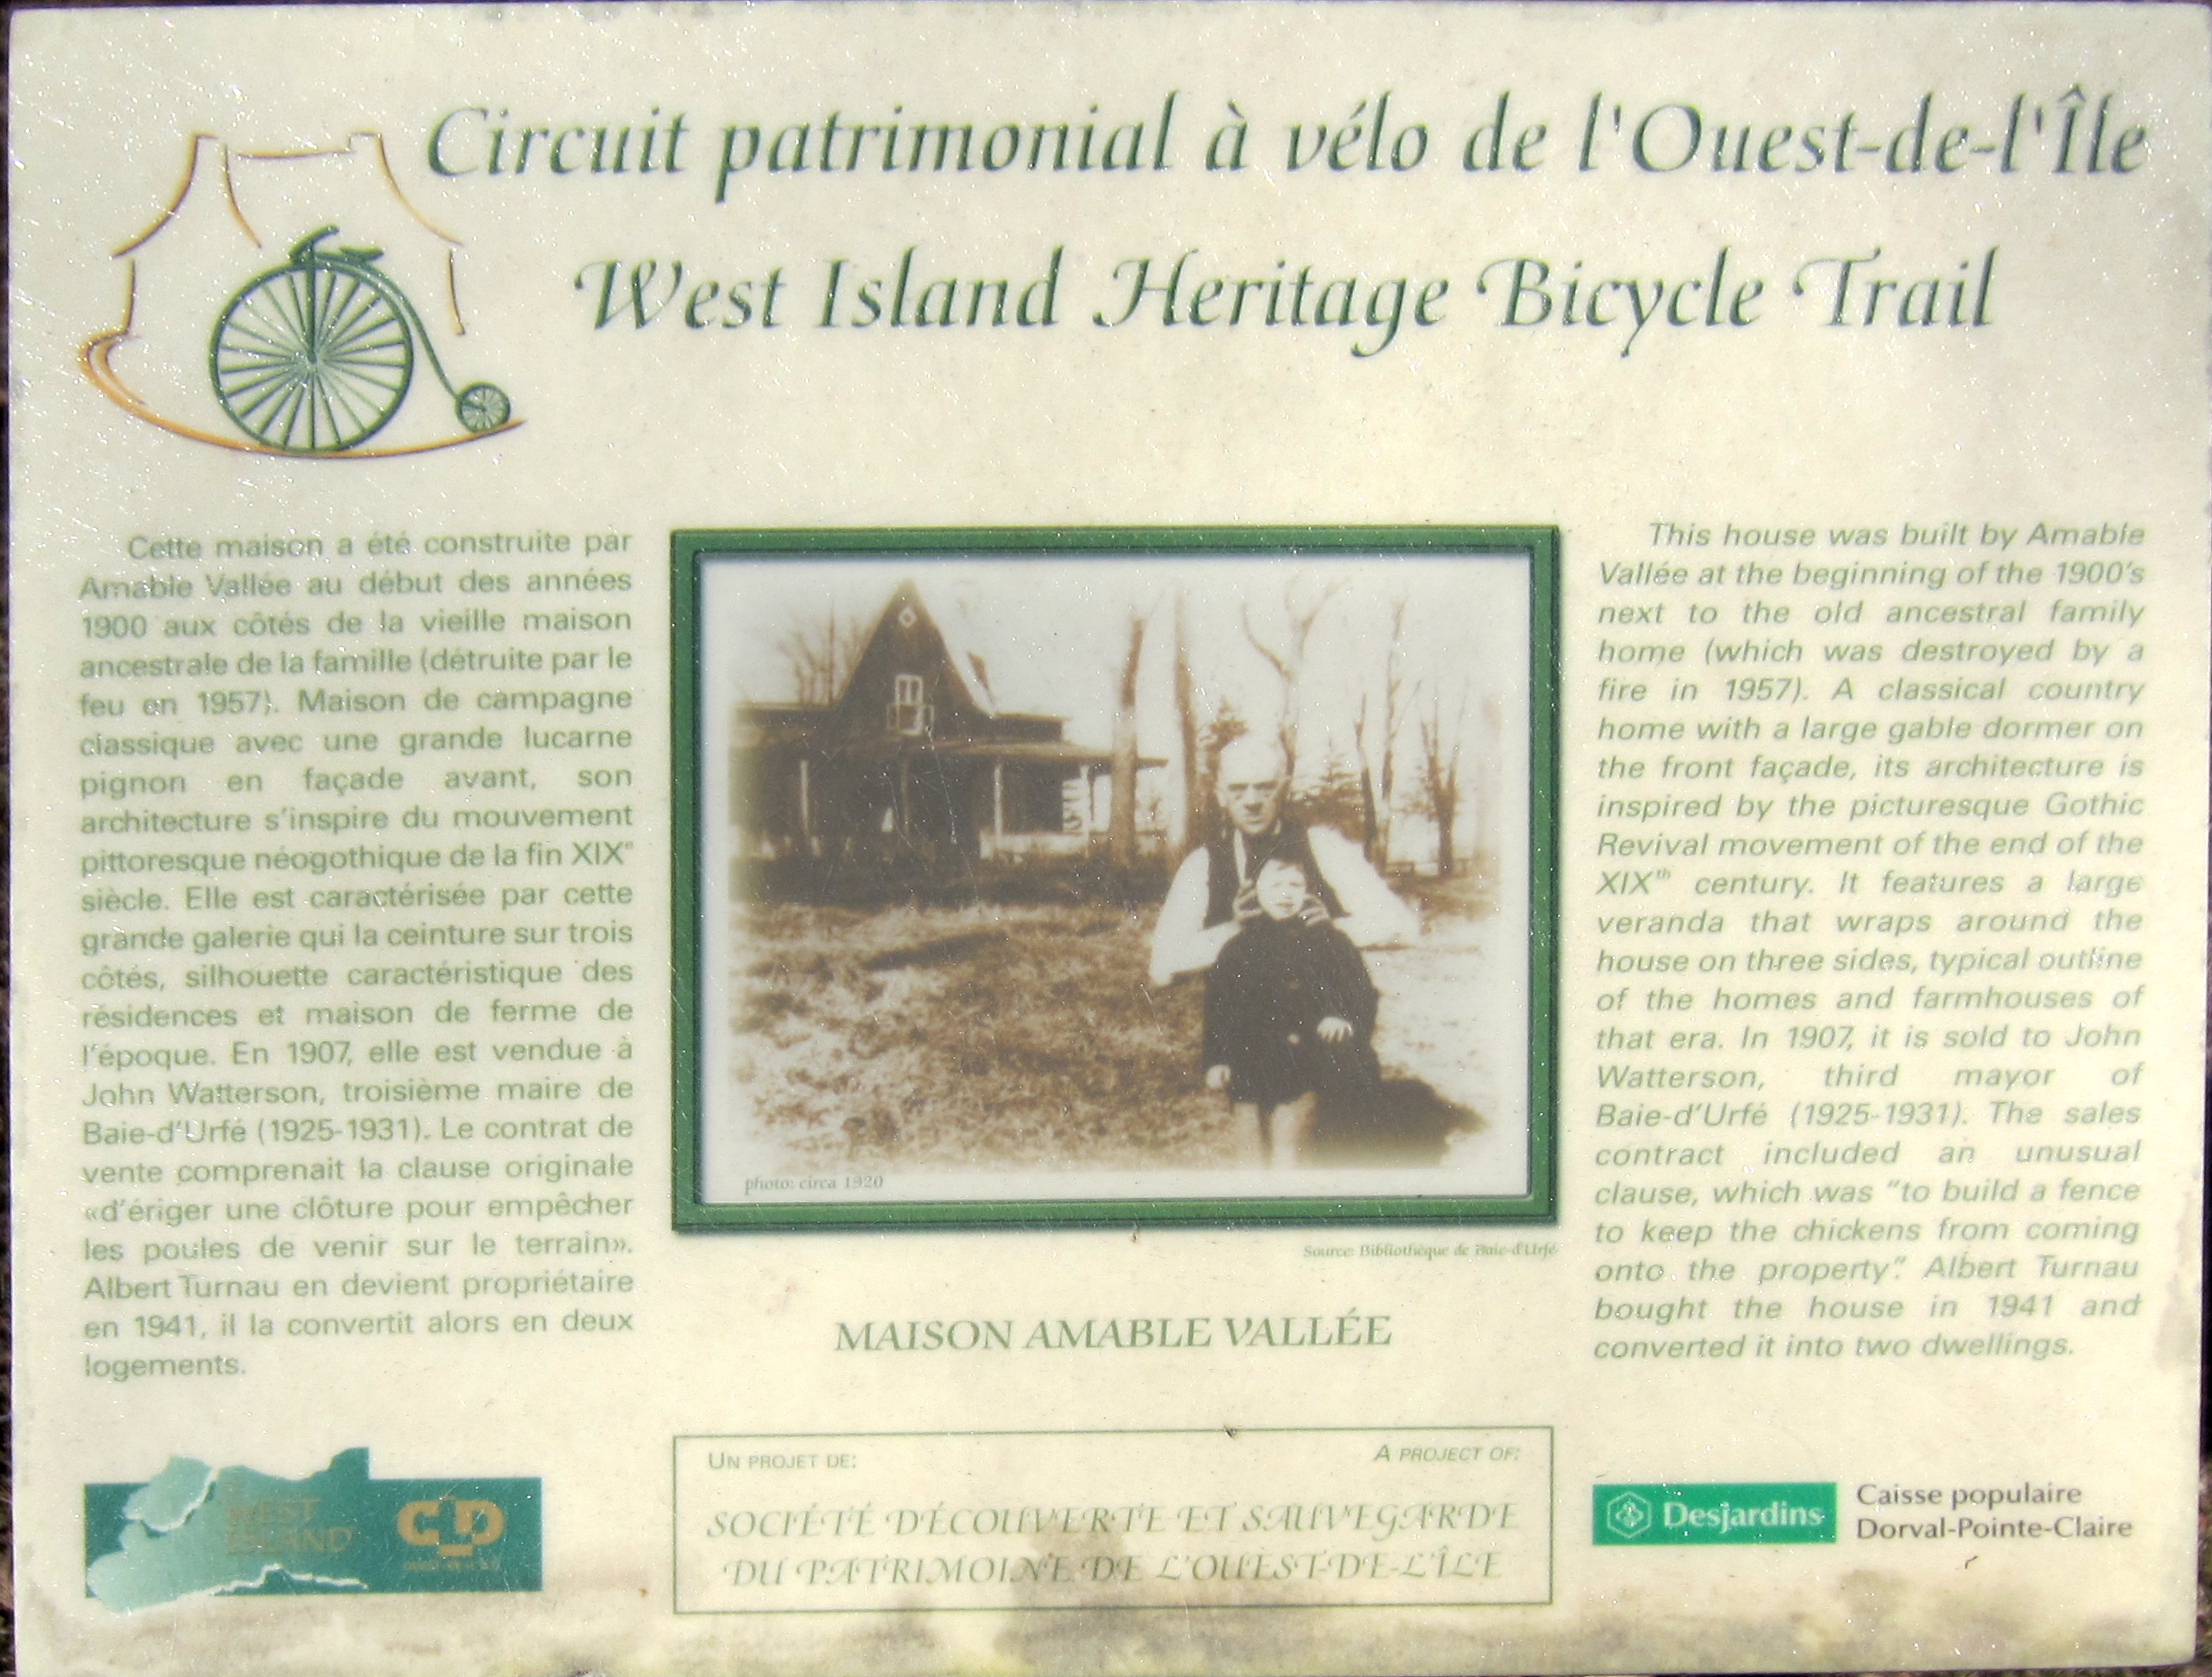 Circuit patrimonial à vélo de l'Ouest-de-l'Île
West Island Heritage Bicycle Trail
Cette maison a été construite par
Amable Vallée au début des années
1900 aux côtés de la vieille maison
ancestrale de la famille (détruite par le
feu en 1957). Maison de campagne
classique avec une grande lucarne
pignon en façade avant, son
architecture s'inspire du mouvement
pittoresque néogothique de la fin XIXe
siècle. Elle est caractérisée par cette
grande galerie qui la ceinture sur trois
côtés, silhouette caractéristique des
résidences et maison de ferme de
l'époque. En 1907, elle est vendue à
John Watterson, troisième maire de
Baie-d'Urfé (1925-1931). Le contrat de
vente comprenait la clause originale
«d'ériger une clôture pour empêcher
les poules de venir sur le terrain».
Albert Turnau en devient propriétaire
en 1941, il la convertit alors en deux
logements.
photo: circa 1920
Source: Bibliothèque de Baie-d'Urfé
MAISON AMABLE VALLÉE
This house was built by Amable
Vallée at the beginning of the 1900's
next to the old ancestral family
home (which was destroyed by a
fire in 1957). A classical country
home with a large gable dormer on
the front façade, its architecture is
inspired by the picturesque Gothic
Revival movement of the end of the
XIXth century. It features a large
veranda that wraps around the
house on three sides, typical outline
of the homes and farmhouses of
that era. In 1907, it is sold to John
Watterson, third mayor of
Baie-d'Urfé (1925-1931). The sales
contract included an unusual
clause, which was "to build a fence
to keep the chickens from coming
onto the property". Albert Turnau
bought the house in 1941 and
converted it into two dwellings.
WEST
ISLAND
CLD
UN PROJET DE:
A PROJECT OF:
SOCIÉTÉ DÉCOUVERTE ET SAUVEGARDE
DU PATRIMOINE DE L'OUEST-DE-L'ÎLE
Desjardins
Caisse populaire
Dorval-Pointe-Claire